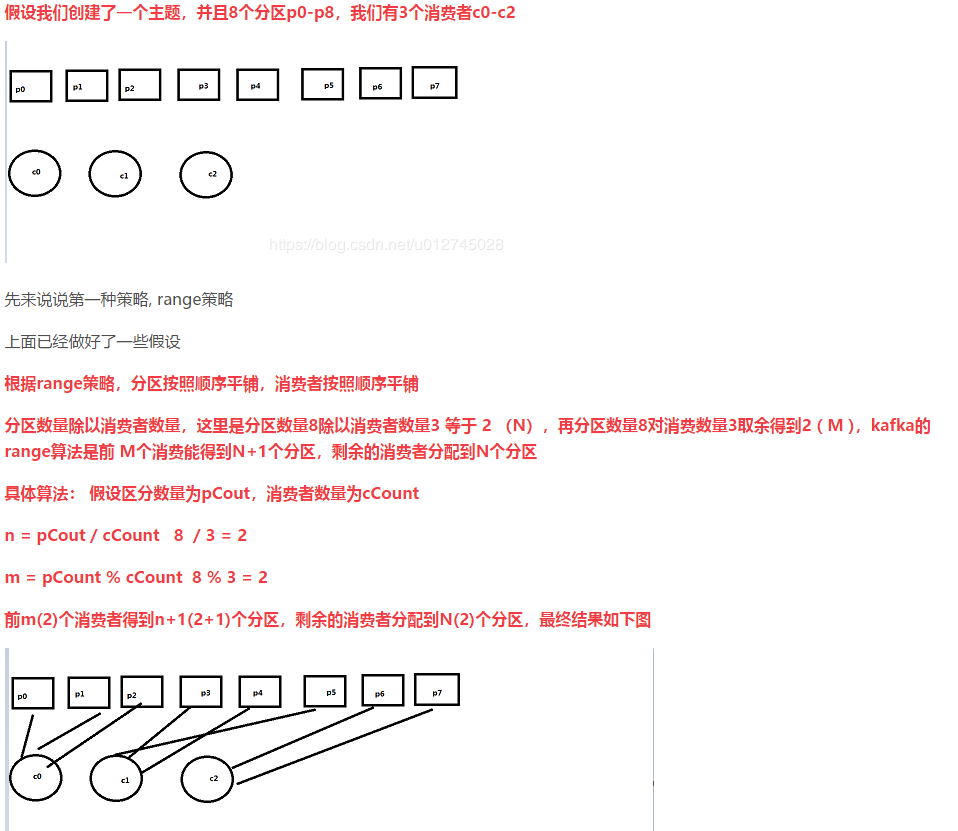 假设我们创建了一个主题，并且8个分区p0-p8，我们有3个消费者c0-c2
p0 p1 p2 p3 p4 p5 p6 p7
c0 c1 c2
https://blog.csdn.net/u012745028
先来说说第一种策略, range策略
上面已经做好了一些假设
根据range策略，分区按照顺序平铺，消费者按照顺序平铺
分区数量除以消费者数量，这里是分区数量8除以消费者数量3 等于 2 （N）, 再分区数量8对消费数量3取余得到2 ( M ），kafka的
range算法是前 M个消费能得到N+1个分区，剩余的消费者分配到N个分区
具体算法： 假设区分数量为pCout，消费者数量为cCount
n = pCout / cCount 8 / 3 = 2
m = pCount % cCount 8 % 3 = 2
前m(2)个消费者得到n+1(2+1)个分区，剩余的消费者分配到N(2)个分区，最终结果如下图
p0 p1 p2 p3 p4 p5 p6 p7
c0 c1 c2